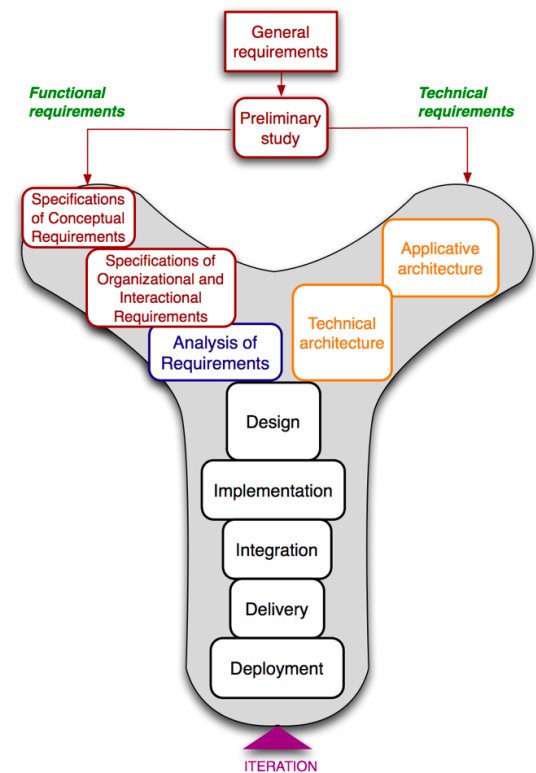 General
requirements
Functional
requirements
Technical
requirements
Preliminary
study
Specifications
of Conceptual
Requirements
Specifications of
Organizational and
Interactional
Requirements
Analysis of
Requirements
Applicative
architecture
Technical
architecture
Design
Implementation
Integration
Delivery
Deployment
ITERATION